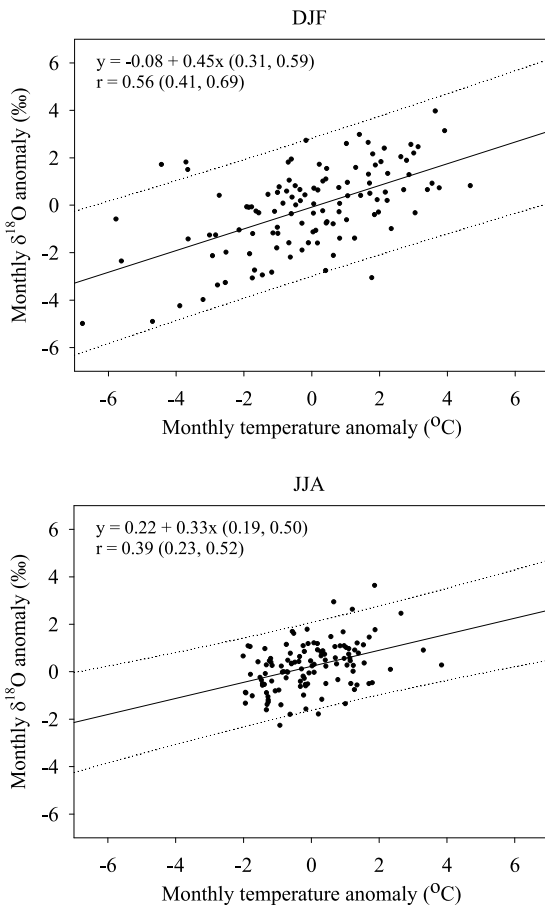 DJF
y = -0.08 + 0.45x (0.31, 0.59)
r = 0.56 (0.41, 0.69)
6
4
2
0
-2
-4
-6
Monthly δ¹⁸O anomaly (‰)
-6 -4 -2 0 2 4 6
Monthly temperature anomaly (ᴼC)
JJA
y = 0.22 + 0.33x (0.19, 0.50)
r = 0.39 (0.23, 0.52)
6
4
2
0
-2
-4
-6
Monthly δ¹⁸O anomaly (‰)
-6 -4 -2 0 2 4 6
Monthly temperature anomaly (ᴼC)